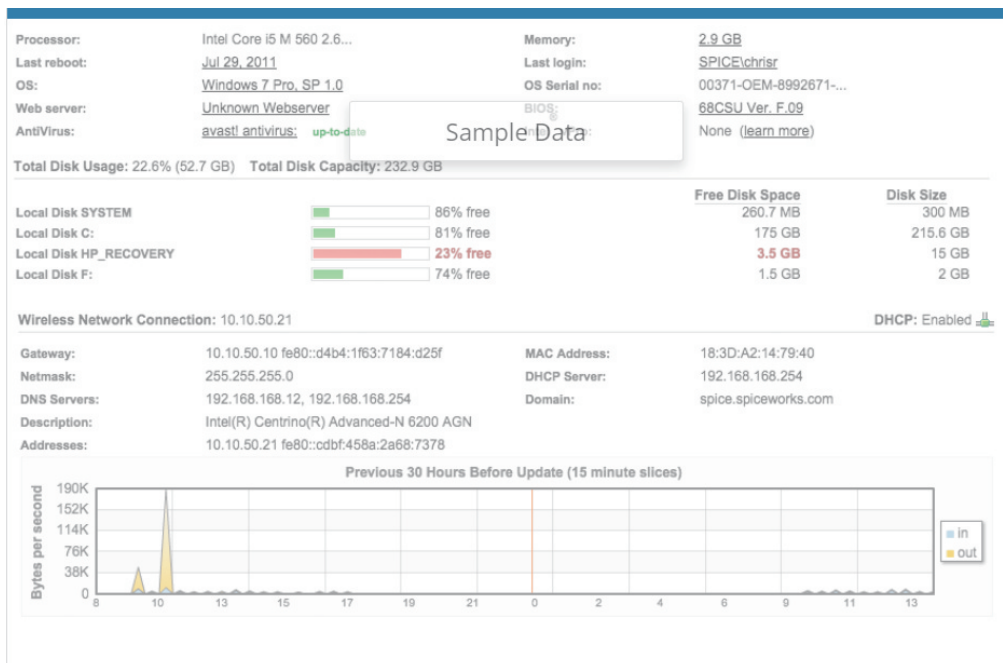 Processor: Intel Core i5 M 560 2.6... Memory: 2.9 GB
Last reboot: Jul 29, 2011 Last login: SPICE\chrisr
OS: Windows 7 Pro, SP 1.0 OS Serial no: 00371-OEM-8992671-...
Web server: Unknown Webserver BIOS: 68CSU Ver. F.09
AntiVirus: avast! antivirus: up-to-date None (learn more)
Sample Data
Total Disk Usage: 22.6% (52.7 GB) Total Disk Capacity: 232.9 GB
Free Disk Space Disk Size
Local Disk SYSTEM 86% free 260.7 MB 300 MB
Local Disk C: 81% free 175 GB 215.6 GB
Local Disk HP_RECOVERY 23% free 3.5 GB 15 GB
Local Disk F: 74% free 1.5 GB 2 GB
Wireless Network Connection: 10.10.50.21 DHCP: Enabled
Gateway: 10.10.50.10 fe80::d4b4:1f63:7184:d25f MAC Address: 18:3D:A2:14:79:40
Netmask: 255.255.255.0 DHCP Server: 192.168.168.254
DNS Servers: 192.168.168.12, 192.168.168.254 Domain: spice.spiceworks.com
Description: Intel(R) Centrino(R) Advanced-N 6200 AGN
Addresses: 10.10.50.21 fe80::cdbf:458a:2a68:7378
Previous 30 Hours Before Update (15 minute slices)
Bytes per second
190K
152K
114K
76K
38K
0
in
out
8 10 13 15 17 19 21 0 2 4 6 9 11 13